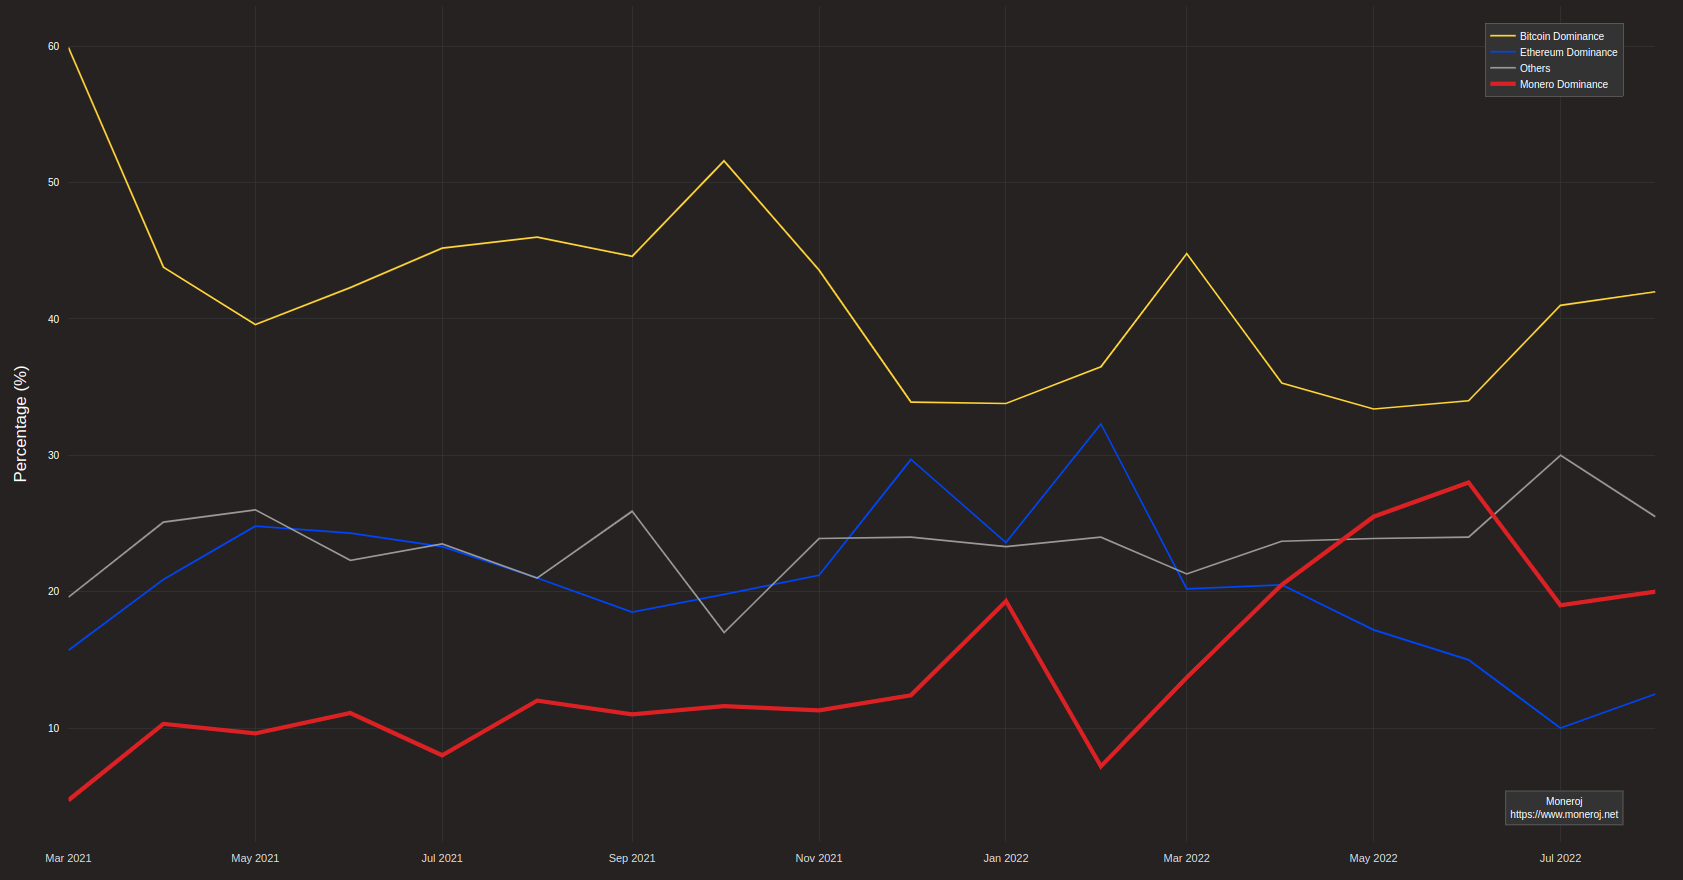 60
50
40
30
20
10
Percentage (%)
Mar 2021
May 2021
Jul 2021
Sep 2021
Nov 2021
Jan 2022
Mar 2022
May 2022
Jul 2022
Bitcoin Dominance
Ethereum Dominance
Others
Monero Dominance
Moneroj
https://www.moneroj.net